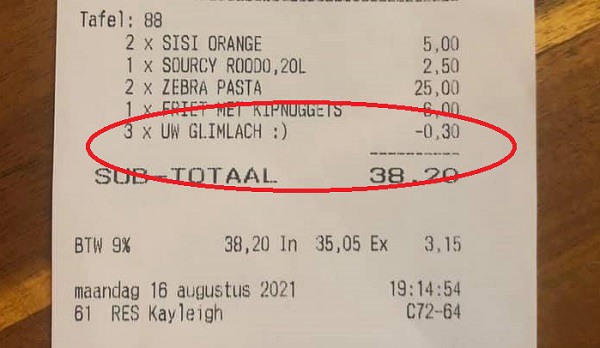 Tafel: 88
2 x SISI ORANGE 5,00
1 x SOURCY ROODO,20L 2,50
2 x ZEBRA PASTA 25,00
1 x FRIET MET KIPNUGGETS 6,00
3 x UW GLIMLACH :) -0,30
----------
SUB-TOTAAL 38,20
BTW 9% 38,20 In 35,05 Ex 3,15
maandag 16 augustus 2021 19:14:54
61 RES Kayleigh C72-64